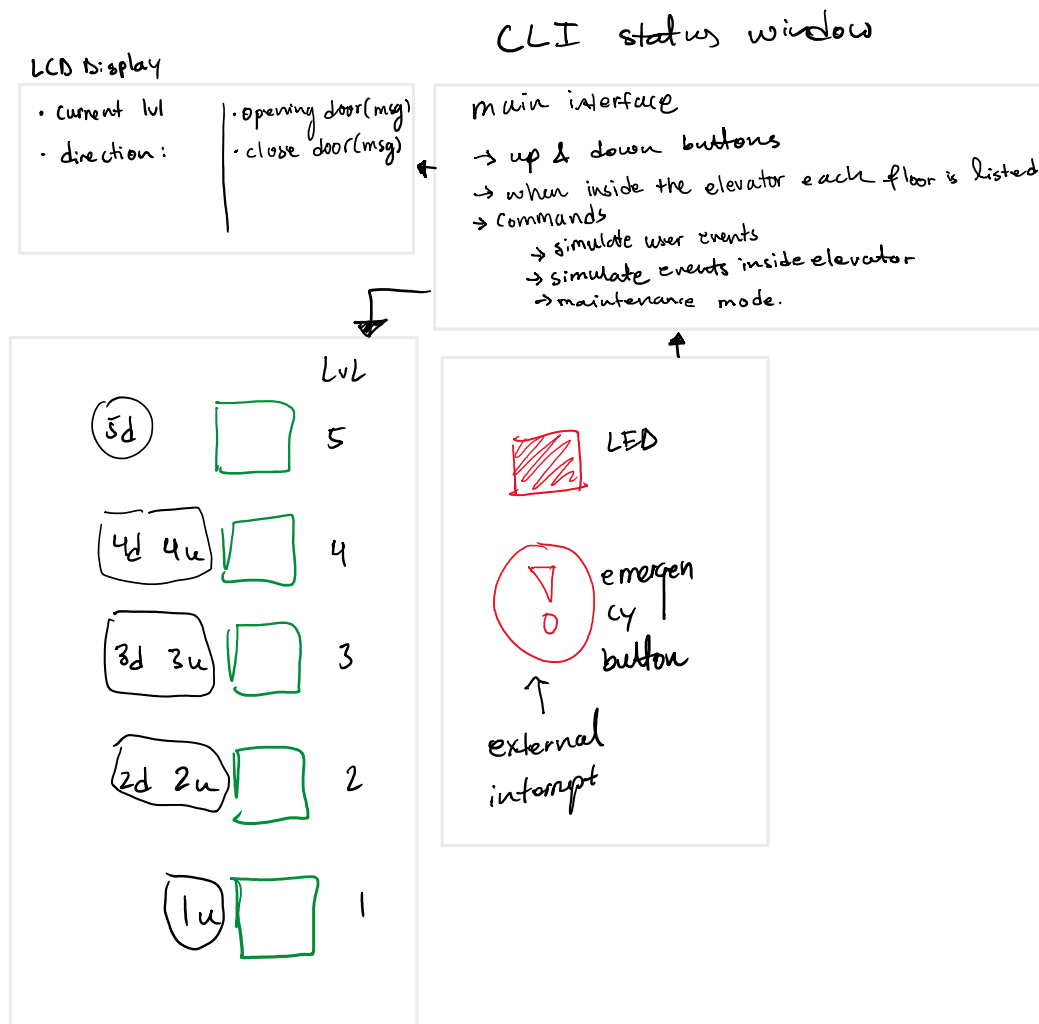 CLI status window
LCD Display
· current lvl
· direction:
· opening door(msg)
· close door(msg)
main interface
→ up & down buttons
→ when inside the elevator each floor is listed
→ commands
→ simulate user events
→ simulate events inside elevator
→ maintenance mode.
LvL
5d 5
4d 4u 4
3d 3u 3
2d 2u 2
1u 1
LED
!
emergen
cy
button
↑
external
interrupt